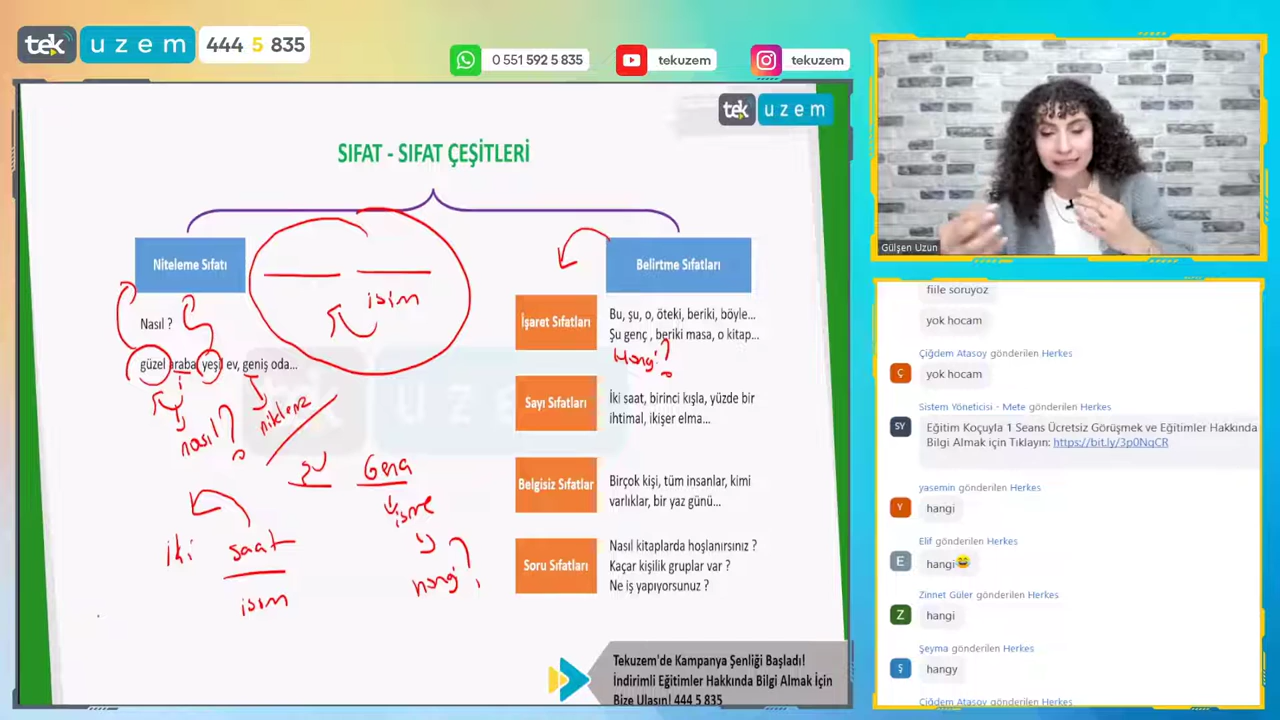 tek uzem 444 5 835
0 551 592 5 835 tekuzem tekuzem
tek uzem
SIFAT - SIFAT ÇEŞİTLERİ
Niteleme Sıfatı
Belirtme Sıfatları
isim
Nasıl ?
güzel araba, yeşil ev, geniş oda...
nasıl?
İşaret Sıfatları
Bu, şu, o, öteki, beriki, böyle...
Şu genç , beriki masa, o kitap...
Hangi?
Sayı Sıfatları
İki saat, birinci kışla, yüzde bir
ihtimal, ikişer elma...
Belgisiz Sıfatlar
Birçok kişi, tüm insanlar, kimi
varlıklar, bir yaz günü...
isme
hangi
iki saat
isim
Soru Sıfatları
Nasıl kitaplarda hoşlanırsınız ?
Kaçar kişilik gruplar var ?
Ne iş yapıyorsunuz ?
Tekuzem'de Kampanya Şenliği Başladı!
İndirimli Eğitimler Hakkında Bilgi Almak İçin
Bize Ulaşın! 444 5 835
Gülşen Uzun
fiile soruyoz
yok hocam
Çiğdem Atasoy gönderilen Herkes
Ç
yok hocam
Sistem Yöneticisi - Mete gönderilen Herkes
SY
Eğitim Koçuyla 1 Seans Ücretsiz Görüşmek ve Eğitimler Hakkında
Bilgi Almak için Tıklayın: https://bit.ly/3p0NqCR
yasemin gönderilen Herkes
Y
hangi
Elif gönderilen Herkes
E
hangi😂
Zinnet Güler gönderilen Herkes
Z
hangi
Şeyma gönderilen Herkes
Ş
hangy
Çiğdem Atasoy gönderilen Herkes